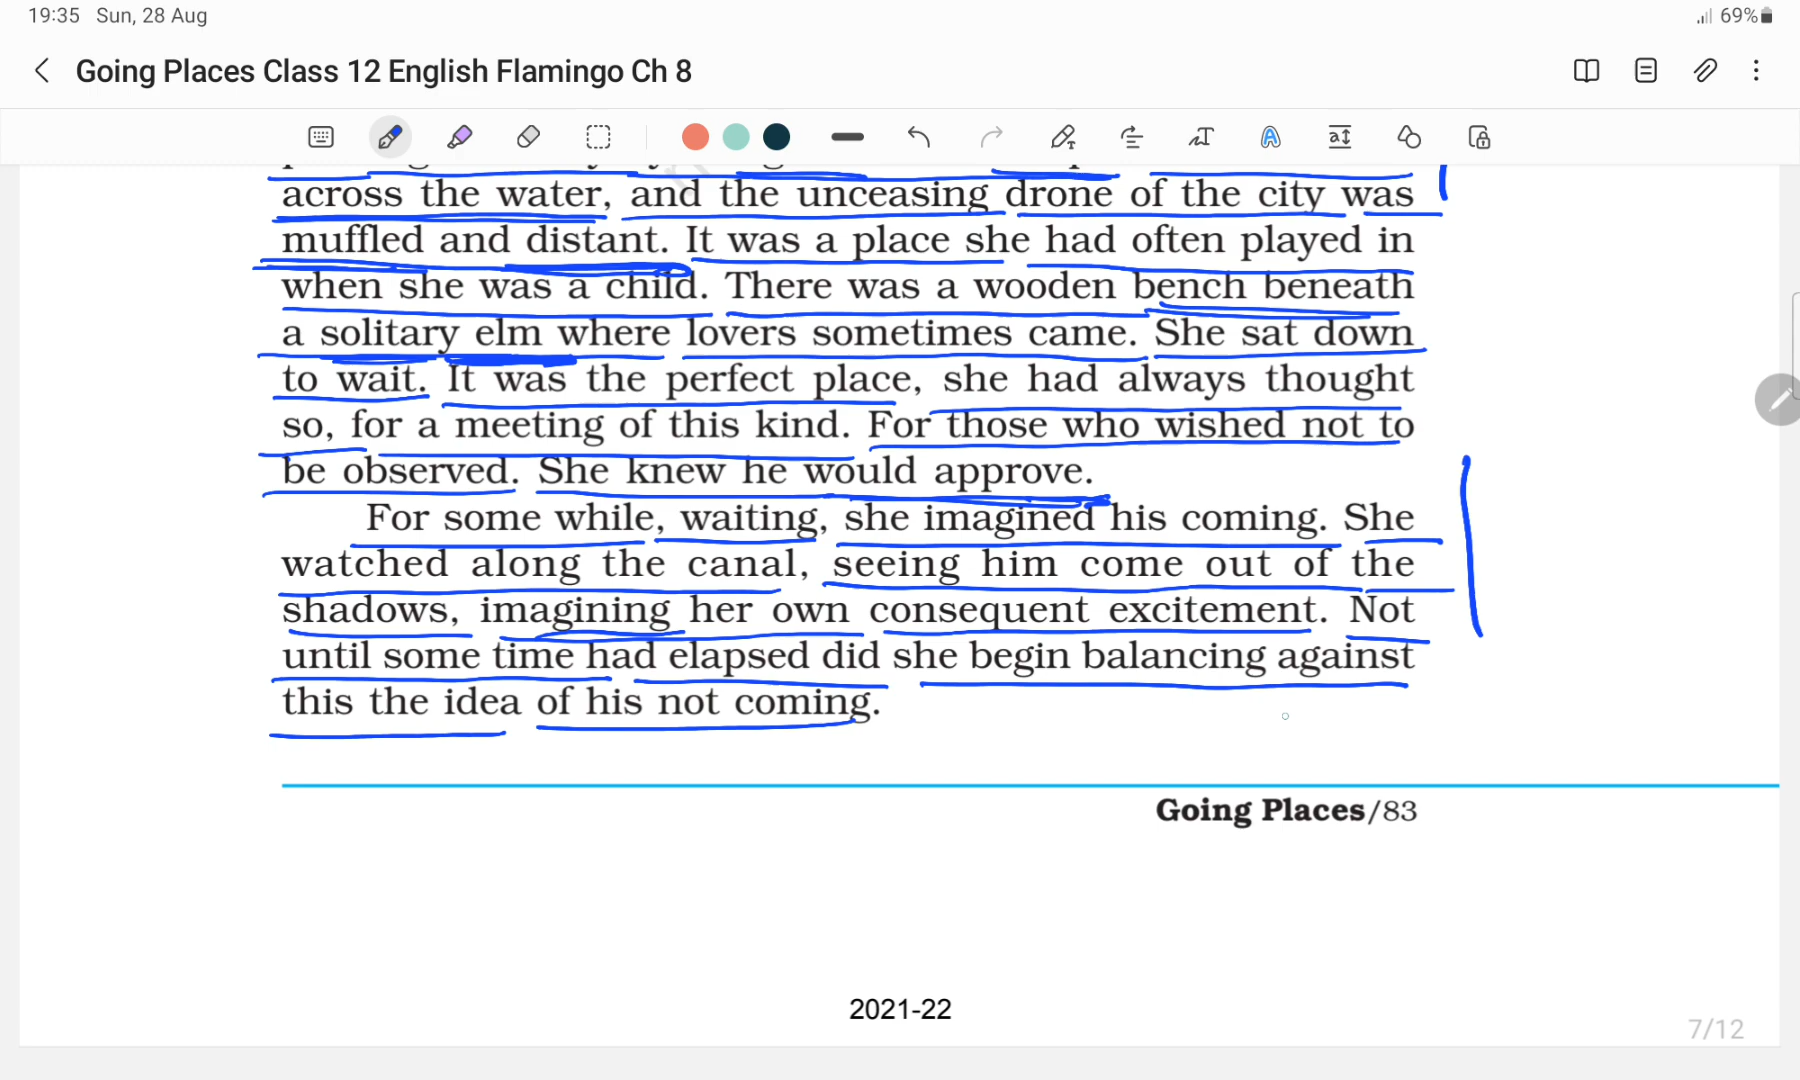 19:35 Sun, 28 Aug 69%
Going Places Class 12 English Flamingo Ch 8
across the water, and the unceasing drone of the city was
muffled and distant. It was a place she had often played in
when she was a child. There was a wooden bench beneath
a solitary elm where lovers sometimes came. She sat down
to wait. It was the perfect place, she had always thought
so, for a meeting of this kind. For those who wished not to
be observed. She knew he would approve.
For some while, waiting, she imagined his coming. She
watched along the canal, seeing him come out of the
shadows, imagining her own consequent excitement. Not
until some time had elapsed did she begin balancing against
this the idea of his not coming.
Going Places/83
2021-22
7/12